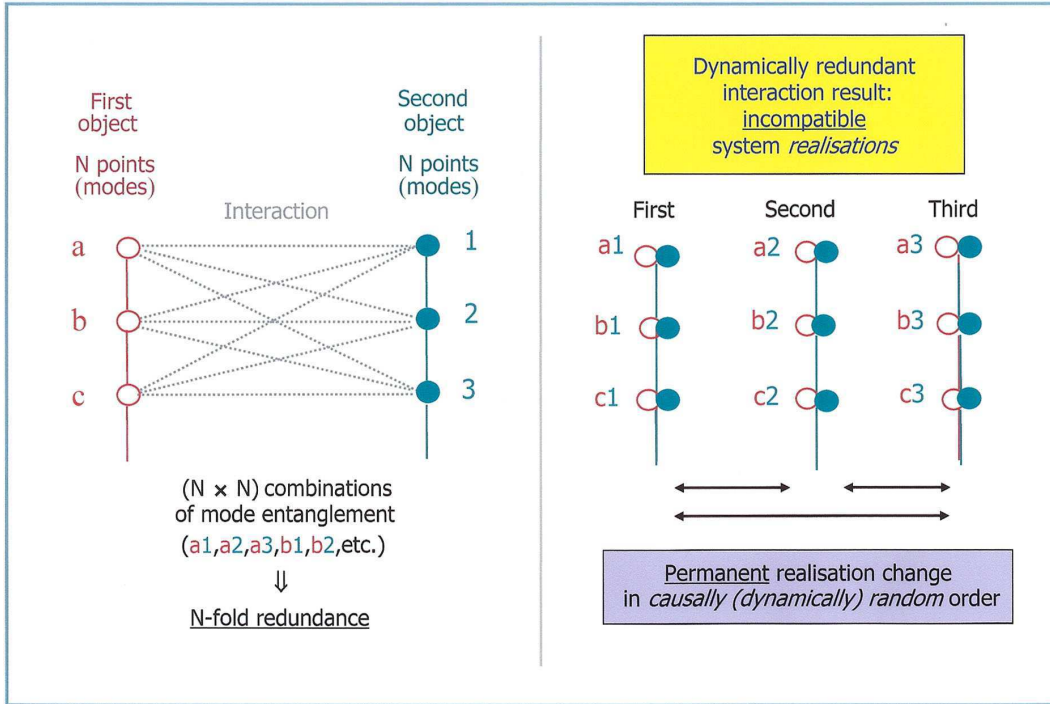 First
object
N points
(modes)
Second
object
N points
(modes)
Interaction
a
b
c
1
2
3
(N × N) combinations
of mode entanglement
(a1,a2,a3,b1,b2,etc.)
⇓
N-fold redundance
Dynamically redundant
interaction result:
incompatible
system realisations
First Second Third
a1 a2 a3
b1 b2 b3
c1 c2 c3
Permanent realisation change
in causally (dynamically) random order